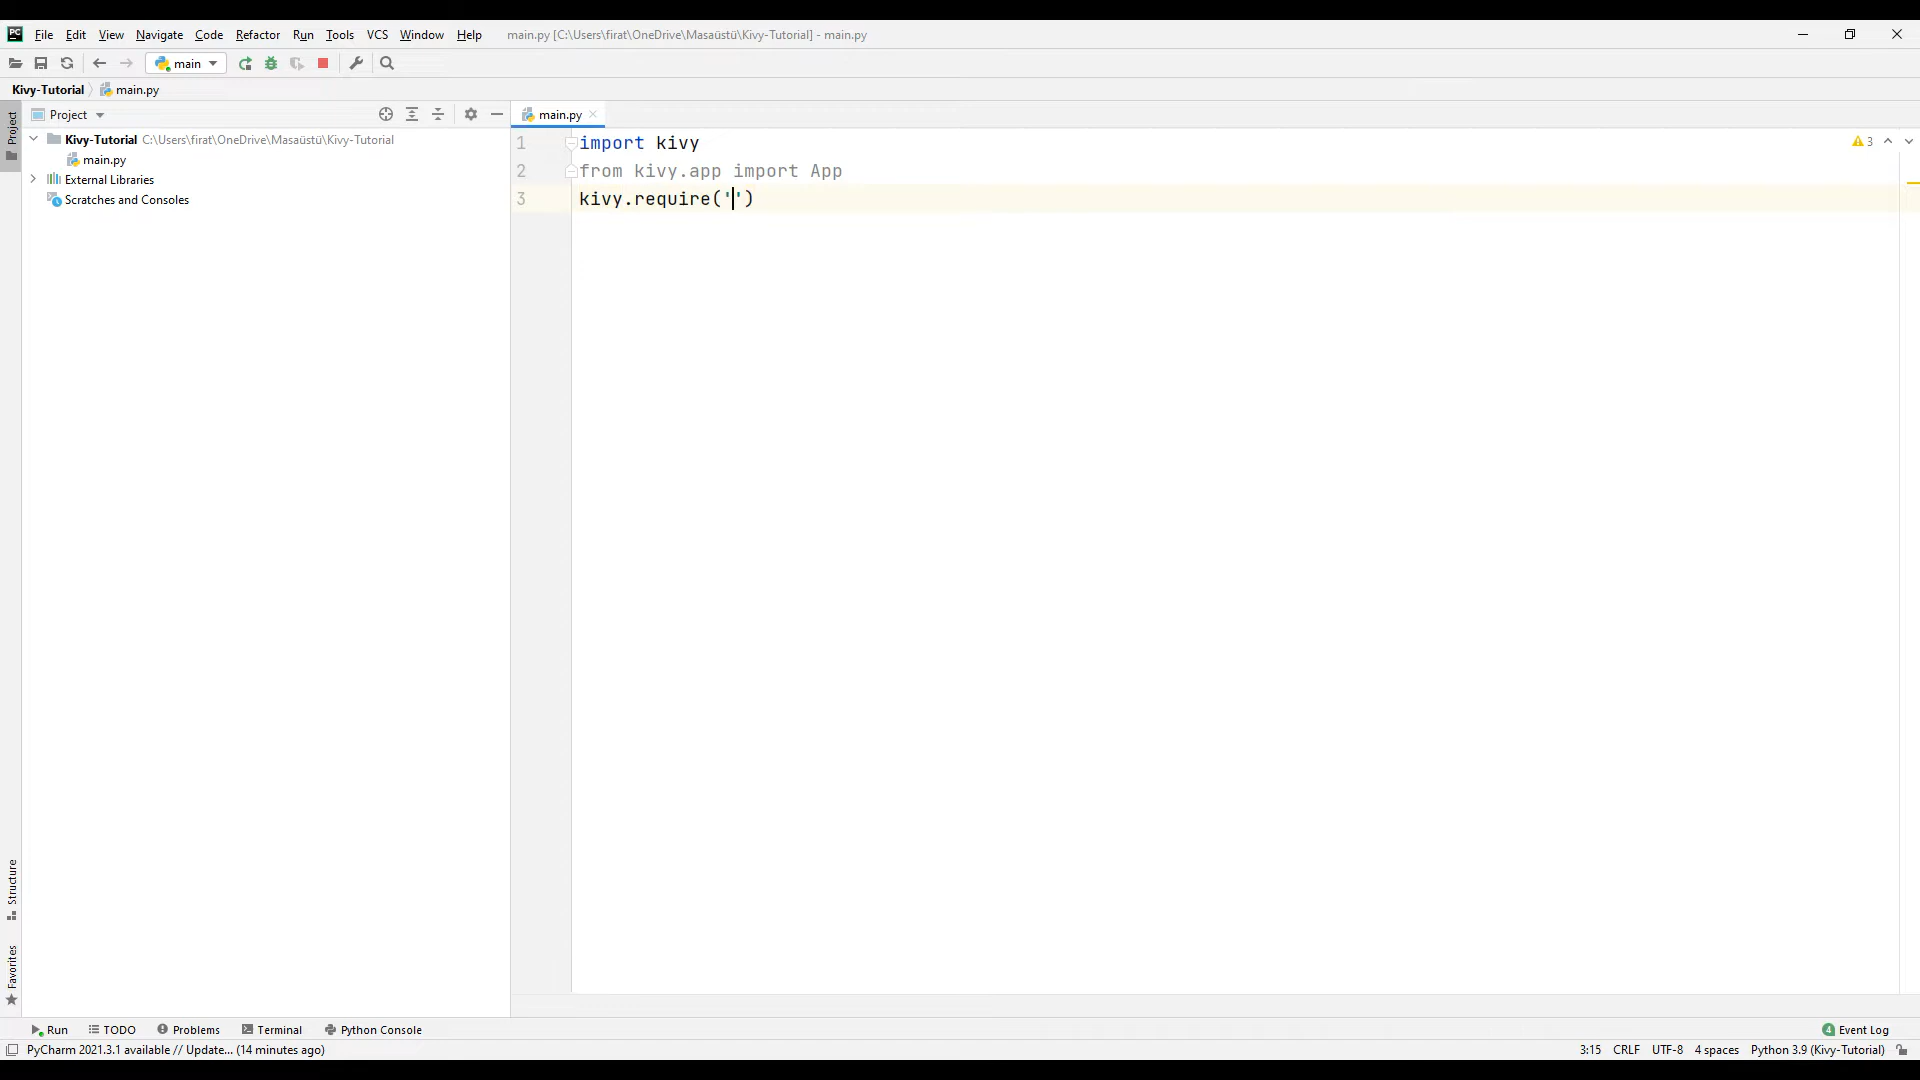 PC File Edit View Navigate Code Refactor Run Tools VCS Window Help main.py [C:\Users\firat\OneDrive\Masaüstü\Kivy-Tutorial] - main.py
main
Kivy-Tutorial main.py
Project Project main.py
Kivy-Tutorial C:\Users\firat\OneDrive\Masaüstü\Kivy-Tutorial
main.py
External Libraries
Scratches and Consoles
1 import kivy
2 from kivy.app import App
3 kivy.require('')
3
Structure
Favorites
Run TODO Problems Terminal Python Console 4 Event Log
PyCharm 2021.3.1 available // Update... (14 minutes ago) 3:15 CRLF UTF-8 4 spaces Python 3.9 (Kivy-Tutorial)